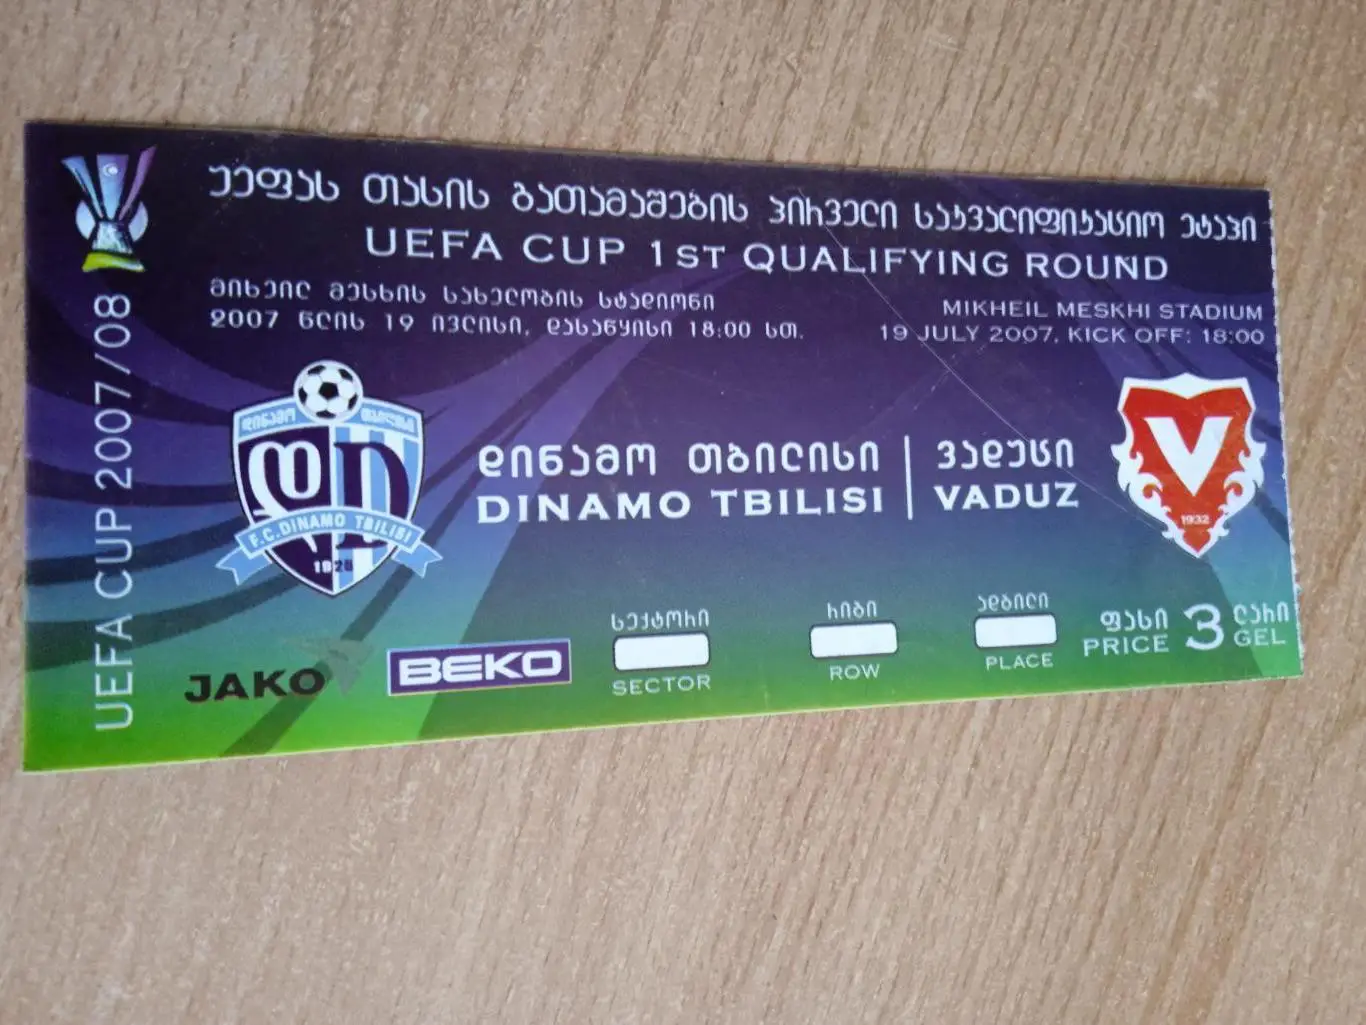 უეფას თასის გათამაშების პირველი საკვალიფიკაციო ეტაპი
UEFA CUP 1ST QUALIFYING ROUND
მიხეილ მესხის სახელობის სტადიონი
2007 წლის 19 ივლისი, დასაწყისი 18:00 სთ.
MIKHEIL MESKHI STADIUM
19 JULY 2007, KICK OFF: 18:00
UEFA CUP 2007/08
დინამო თბილისი
F.C. DINAMO TBILISI
1925
დინამო თბილისი | ვადუცი
DINAMO TBILISI | VADUZ
V
1932
JAKO
BEKO
სექტორი
SECTOR
რიგი
ROW
ადგილი
PLACE
ფასი 3 ლარი
PRICE GEL